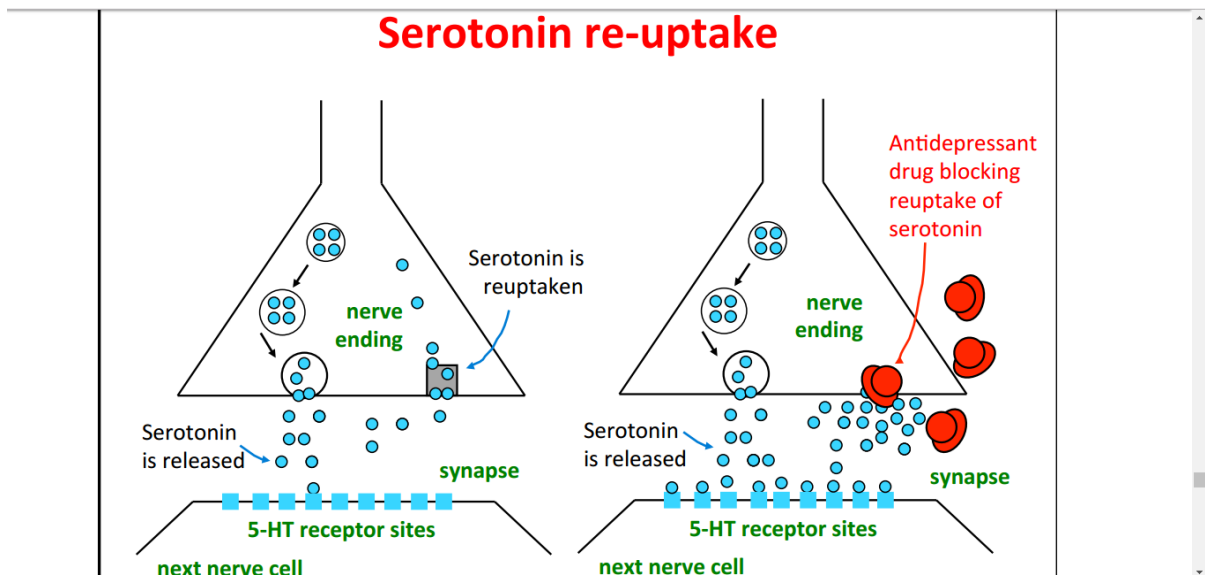 Serotonin re-uptake
Serotonin is
reuptaken
nerve
ending
Serotonin
is released
synapse
5-HT receptor sites
next nerve cell
Antidepressant
drug blocking
reuptake of
serotonin
nerve
ending
Serotonin
is released
synapse
5-HT receptor sites
next nerve cell